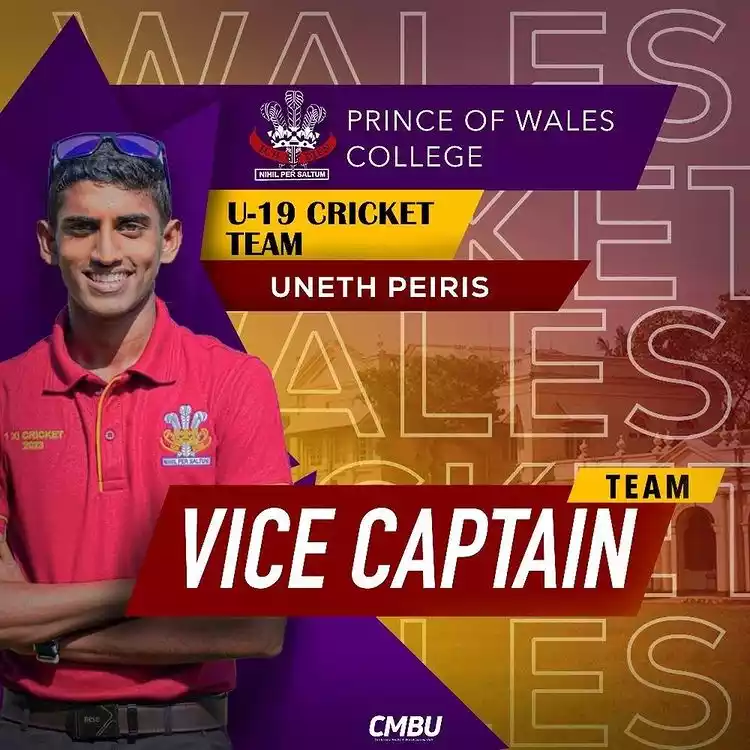 WALES
PRINCE OF WALES
COLLEGE
NIHIL PER SALTUM
U-19 CRICKET
TEAM
UNETH PEIRIS
WALES
1 XI CRICKET
2023
NIHIL PER SALTUM
TEAM
VICE CAPTAIN
CMBU